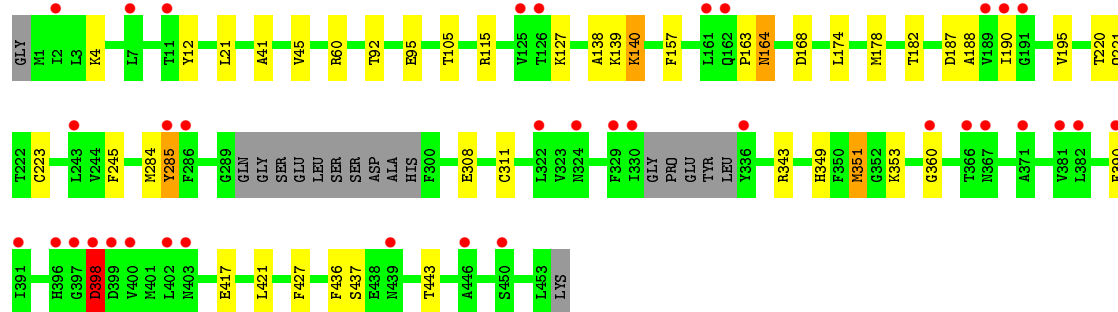 GLY M1 I2 L3 K4 L7 T11 Y12 L21 A41 V45 R60 T92 E95 T105 R115 V125 T126 K127 A138 K139 K140 F157 L161 Q162 P163 N164 D168 L174 M178 T182 D187 A188 V189 I190 G191 V195 T220 Q221
T222 C223 L243 V244 F245 M284 Y285 F286 G289 GLN GLY SER GLU LEU SER SER ASP ALA HIS F300 E308 C311 L322 V323 N324 F329 I330 GLY PRO GLU TYR LEU Y336 R343 H349 F350 M351 G352 K353 G360 T366 N367 A371 V381 L382 E390
I391 H396 G397 D398 D399 V400 M401 L402 N403 E417 L421 F427 F436 S437 E438 N439 T443 A446 S450 L453 LYS